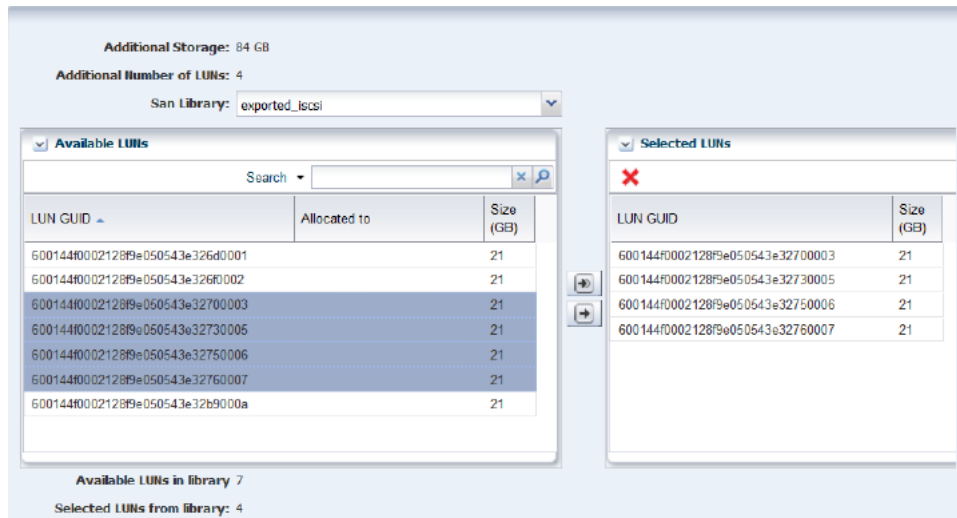 Additional Storage: 84 GB
Additional Number of LUNs: 4
San Library: exported_iscsi
Available LUNs
Search
LUN GUID Allocated to Size (GB)
600144f0002128f9e050543e326d0001 21
600144f0002128f9e050543e326f0002 21
600144f0002128f9e050543e32700003 21
600144f0002128f9e050543e32730005 21
600144f0002128f9e050543e32750006 21
600144f0002128f9e050543e32760007 21
600144f0002128f9e050543e32b9000a 21
Selected LUNs
LUN GUID Size (GB)
600144f0002128f9e050543e32700003 21
600144f0002128f9e050543e32730005 21
600144f0002128f9e050543e32750006 21
600144f0002128f9e050543e32760007 21
Available LUNs in library 7
Selected LUNs from library: 4